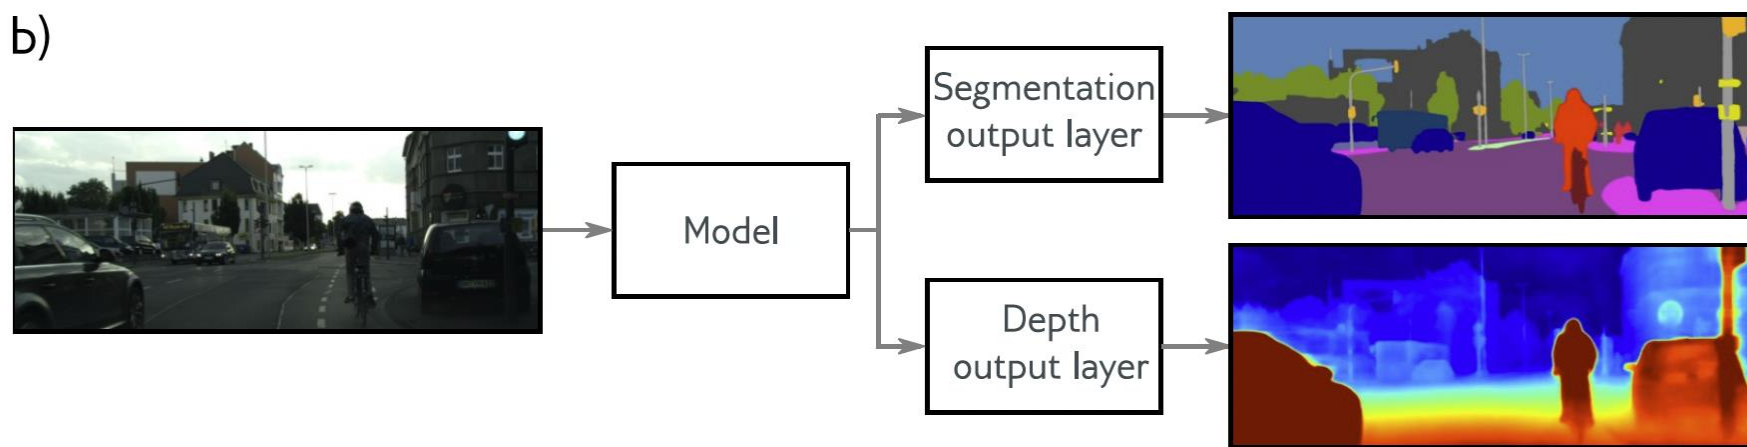 b)
Segmentation
output layer
Model
Depth
output layer